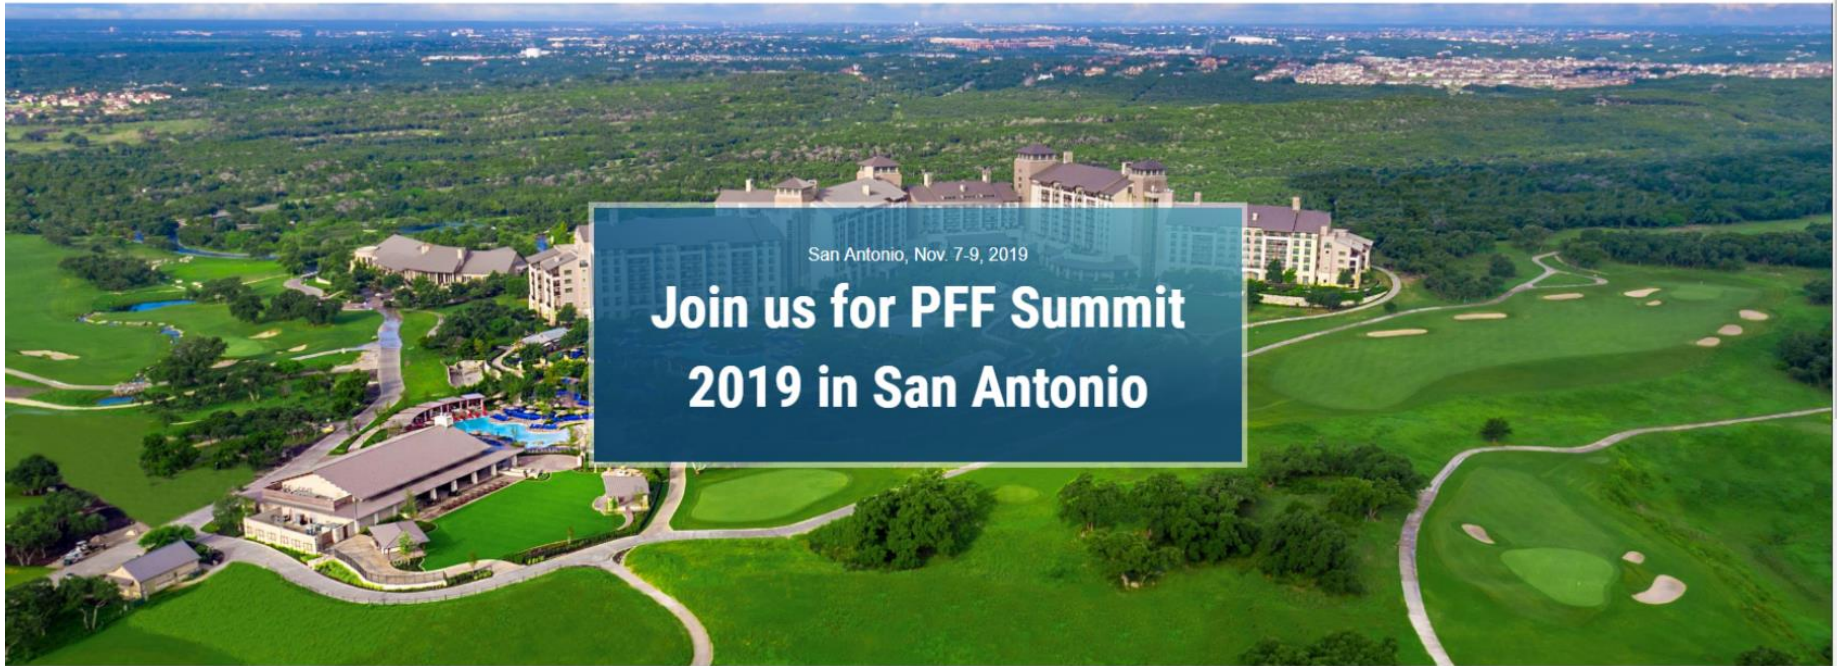 San Antonio, Nov. 7-9, 2019
Join us for PFF Summit
2019 in San Antonio